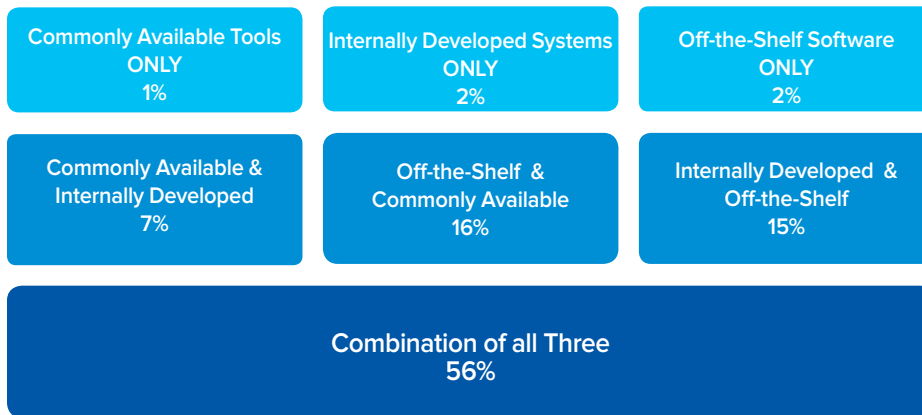 Commonly Available Tools
ONLY
1%
Internally Developed Systems
ONLY
2%
Off-the-Shelf Software
ONLY
2%
Commonly Available &
Internally Developed
7%
Off-the-Shelf &
Commonly Available
16%
Internally Developed &
Off-the-Shelf
15%
Combination of all Three
56%